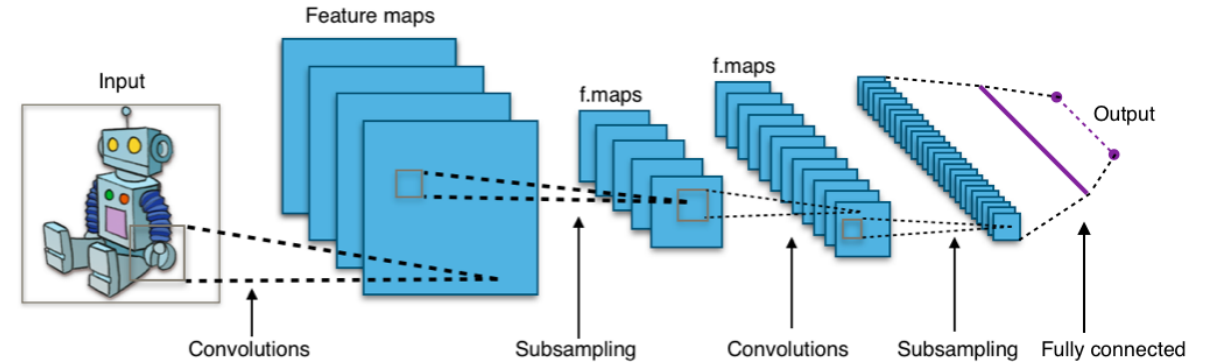 Feature maps
Input
f.maps
f.maps
Output
Convolutions
Subsampling
Convolutions
Subsampling
Fully connected